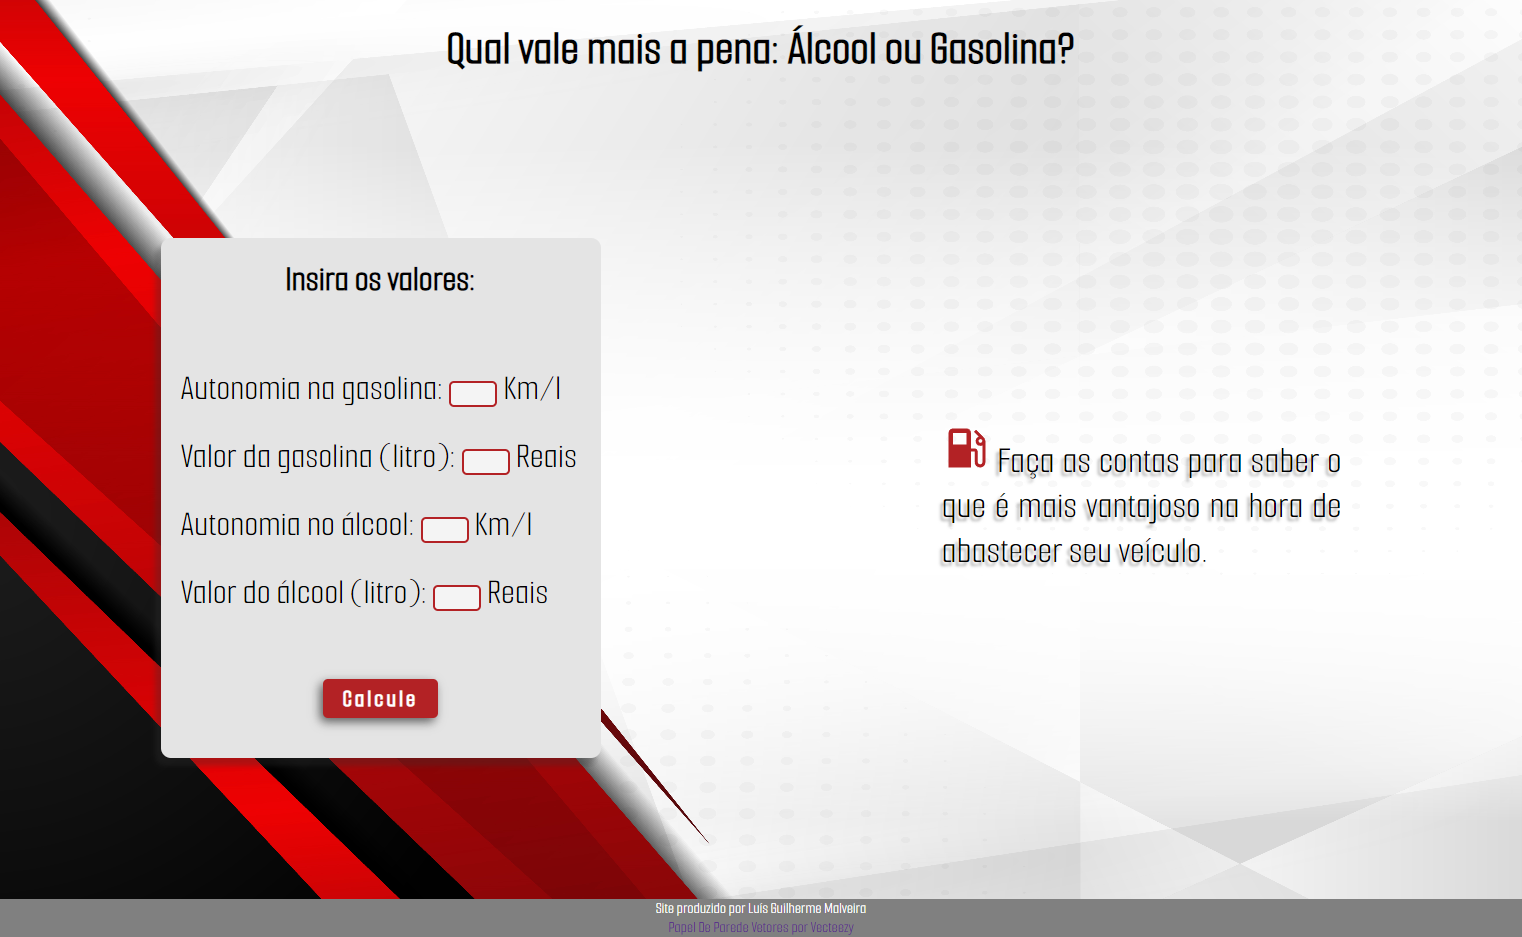 Qual vale mais a pena: Álcool ou Gasolina?
Insira os valores:
Autonomia na gasolina: Km/l
Valor da gasolina (litro): Reais
Autonomia no álcool: Km/l
Valor do álcool (litro): Reais
Calcule
Faça as contas para saber o
que é mais vantajoso na hora de
abastecer seu veículo.
Site produzido por Luís Guilherme Malveira
Papel De Parede Vetores por Vecteezy